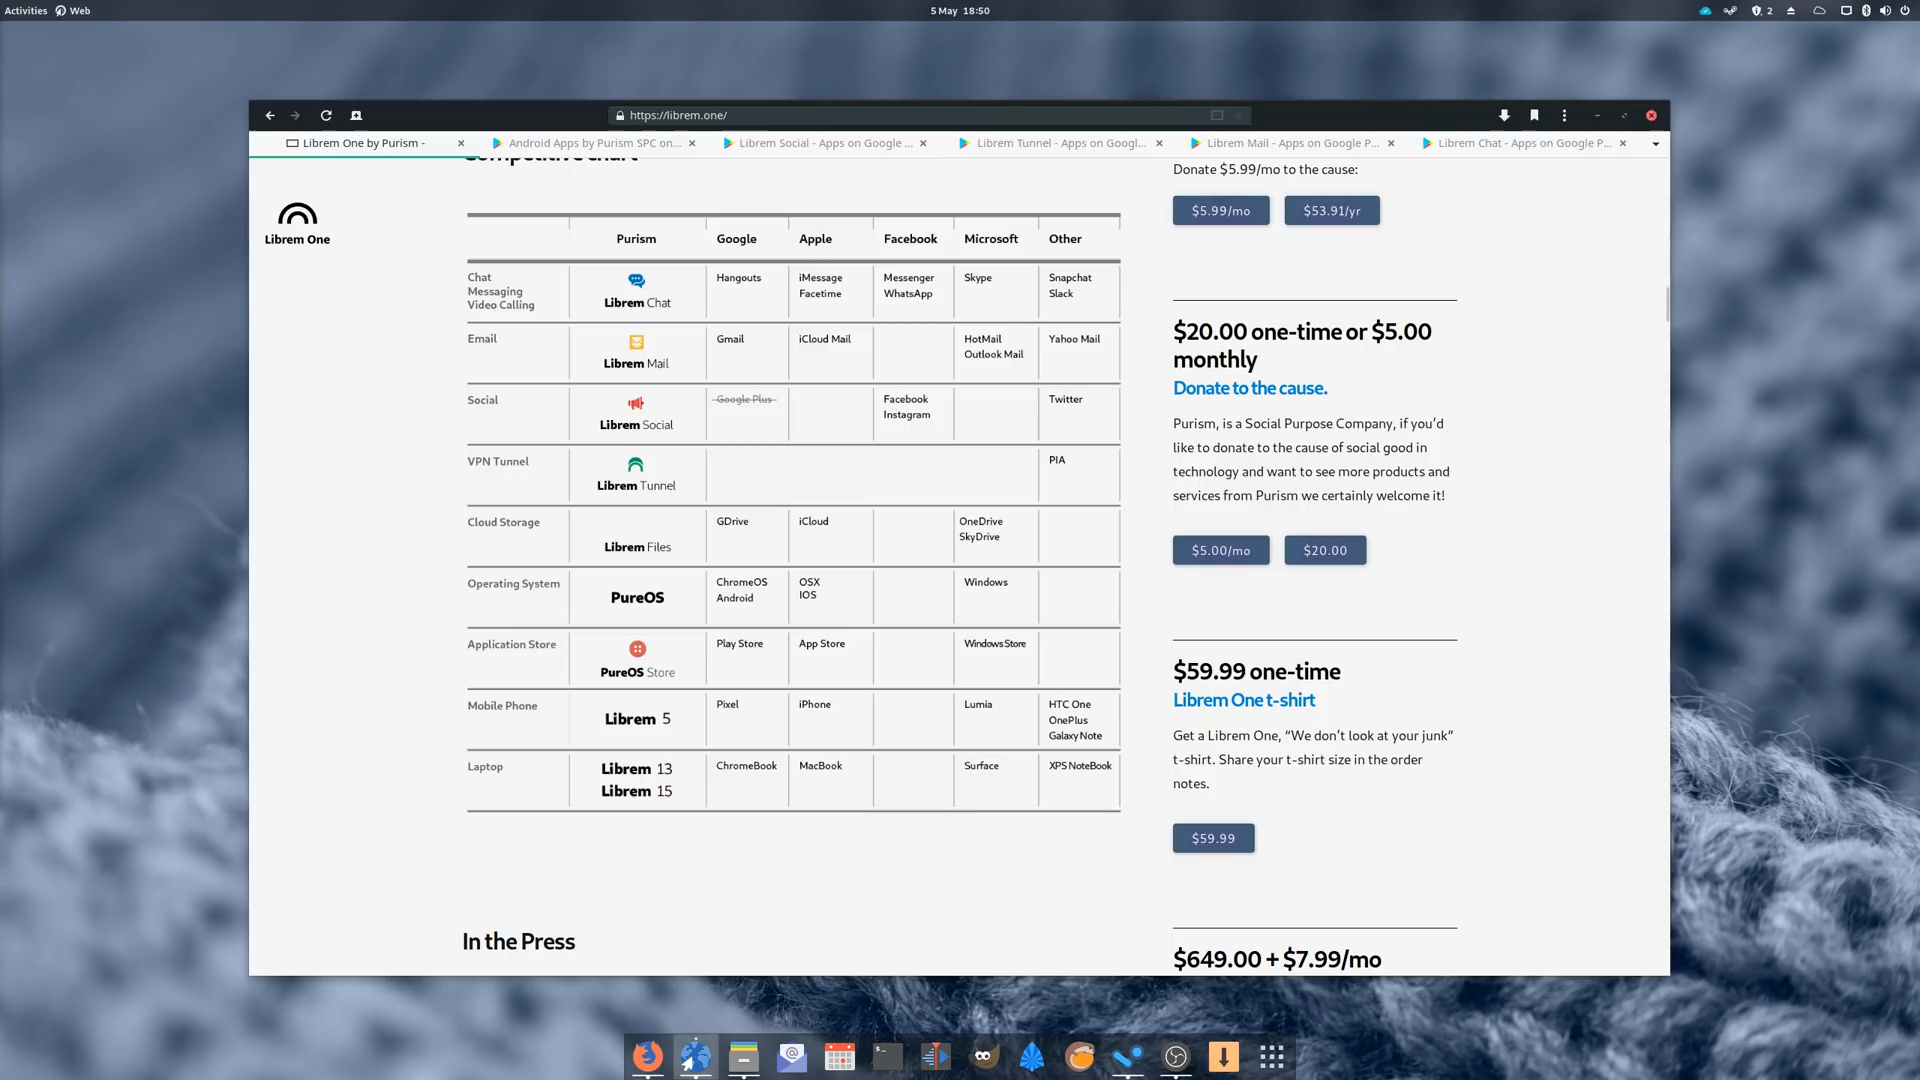 Activities Web
5 May 18:50
2
https://librem.one/
Librem One by Purism -
Android Apps by Purism SPC on...
Librem Social - Apps on Google ...
Librem Tunnel - Apps on Googl...
Librem Mail - Apps on Google P...
Librem Chat - Apps on Google P...
Librem One
Competitive chart
Purism Google Apple Facebook Microsoft Other
Chat
Messaging
Video Calling
Librem Chat
Hangouts
iMessage
Facetime
Messenger
WhatsApp
Skype
Snapchat
Slack
Email
Librem Mail
Gmail
iCloud Mail
HotMail
Outlook Mail
Yahoo Mail
Social
Librem Social
Google Plus
Facebook
Instagram
Twitter
VPN Tunnel
Librem Tunnel
PIA
Cloud Storage
Librem Files
GDrive
iCloud
OneDrive
SkyDrive
Operating System
PureOS
ChromeOS
Android
OSX
IOS
Windows
Application Store
PureOS Store
Play Store
App Store
Windows Store
Mobile Phone
Librem 5
Pixel
iPhone
Lumia
HTC One
OnePlus
Galaxy Note
Laptop
Librem 13
Librem 15
ChromeBook
MacBook
Surface
XPS NoteBook
In the Press
Donate $5.99/mo to the cause:
$5.99/mo
$53.91/yr
$20.00 one-time or $5.00
monthly
Donate to the cause.
Purism, is a Social Purpose Company, if you’d
like to donate to the cause of social good in
technology and want to see more products and
services from Purism we certainly welcome it!
$5.00/mo
$20.00
$59.99 one-time
Librem One t-shirt
Get a Librem One, “We don’t look at your junk”
t-shirt. Share your t-shirt size in the order
notes.
$59.99
$649.00 + $7.99/mo